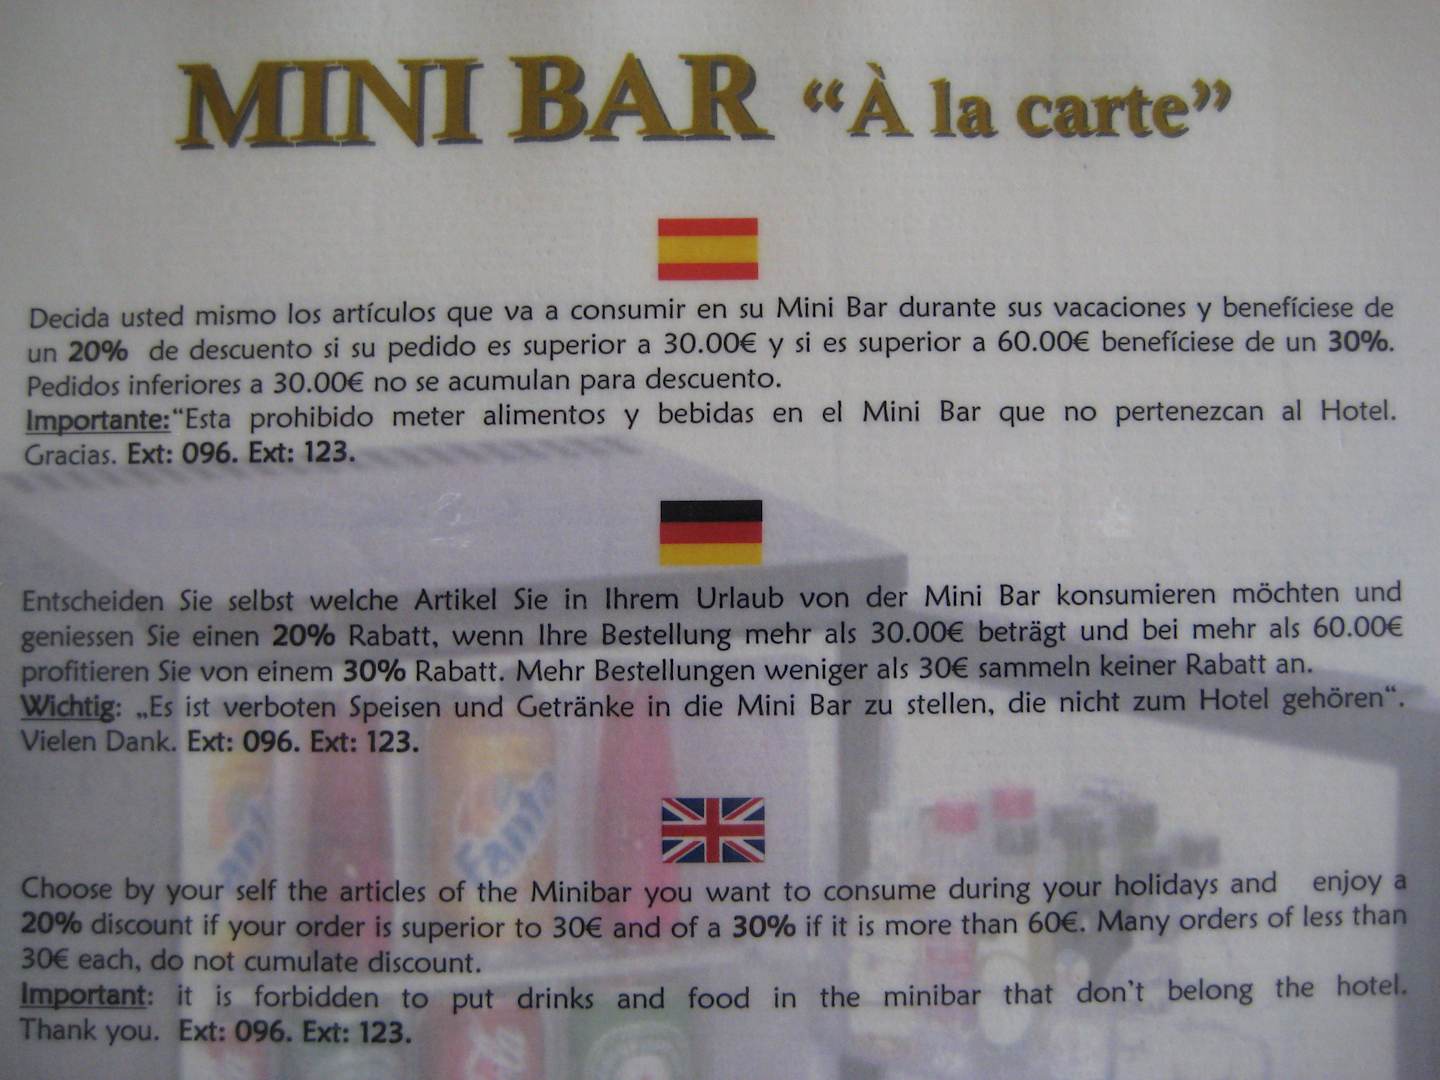 MINI BAR “À la carte”
Decida usted mismo los artículos que va a consumir en su Mini Bar durante sus vacaciones y benefíciese de
un 20% de descuento si su pedido es superior a 30.00€ y si es superior a 60.00€ benefíciese de un 30%.
Pedidos inferiores a 30.00€ no se acumulan para descuento.
Importante:“Esta prohibido meter alimentos y bebidas en el Mini Bar que no pertenezcan al Hotel.
Gracias. Ext: 096. Ext: 123.
Entscheiden Sie selbst welche Artikel Sie in Ihrem Urlaub von der Mini Bar konsumieren möchten und
geniessen Sie einen 20% Rabatt, wenn Ihre Bestellung mehr als 30.00€ beträgt und bei mehr als 60.00€
profitieren Sie von einem 30% Rabatt. Mehr Bestellungen weniger als 30€ sammeln keiner Rabatt an.
Wichtig: „Es ist verboten Speisen und Getränke in die Mini Bar zu stellen, die nicht zum Hotel gehören“.
Vielen Dank. Ext: 096. Ext: 123.
Fanta
Choose by your self the articles of the Minibar you want to consume during your holidays and enjoy a
20% discount if your order is superior to 30€ and of a 30% if it is more than 60€. Many orders of less than
30€ each, do not cumulate discount.
Important: it is forbidden to put drinks and food in the minibar that don't belong the hotel.
Thank you. Ext: 096. Ext: 123.